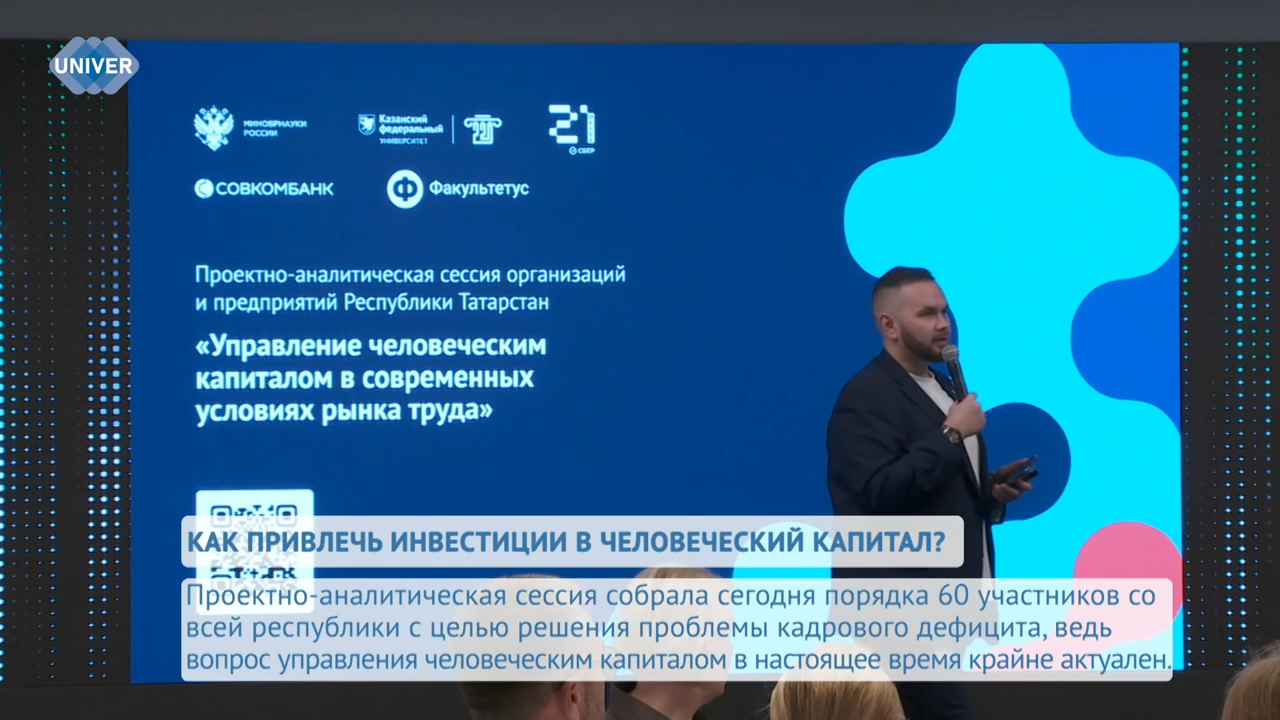 UNIVER
МИНОБРНАУКИ
РОССИИ
Казанский
федеральный
УНИВЕРСИТЕТ
21
СБЕР
СОВКОМБАНК
Ф Факультетус
Проектно-аналитическая сессия организаций
и предприятий Республики Татарстан
«Управление человеческим
капиталом в современных
условиях рынка труда»
КАК ПРИВЛЕЧЬ ИНВЕСТИЦИИ В ЧЕЛОВЕЧЕСКИЙ КАПИТАЛ?
Проектно-аналитическая сессия собрала сегодня порядка 60 участников со
всей республики с целью решения проблемы кадрового дефицита, ведь
вопрос управления человеческим капиталом в настоящее время крайне актуален.